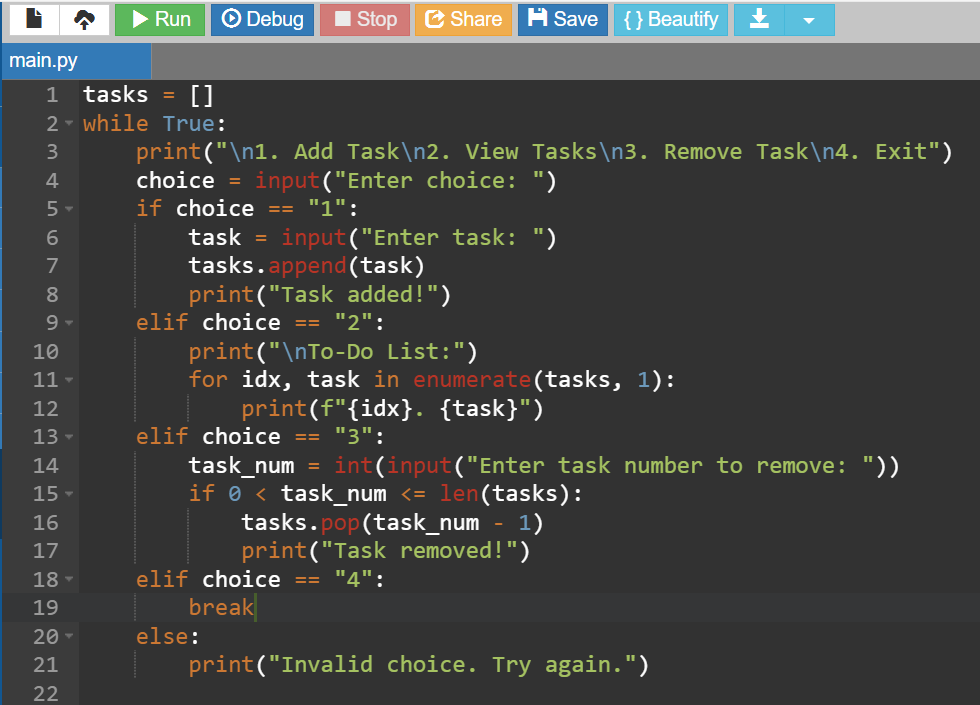 Run Debug Stop Share Save { } Beautify
main.py
1 tasks = []
2 while True:
3     print("\n1. Add Task\n2. View Tasks\n3. Remove Task\n4. Exit")
4     choice = input("Enter choice: ")
5     if choice == "1":
6         task = input("Enter task: ")
7         tasks.append(task)
8         print("Task added!")
9     elif choice == "2":
10         print("\nTo-Do List:")
11         for idx, task in enumerate(tasks, 1):
12             print(f"{idx}. {task}")
13     elif choice == "3":
14         task_num = int(input("Enter task number to remove: "))
15         if 0 < task_num <= len(tasks):
16             tasks.pop(task_num - 1)
17             print("Task removed!")
18     elif choice == "4":
19         break
20     else:
21         print("Invalid choice. Try again.")
22